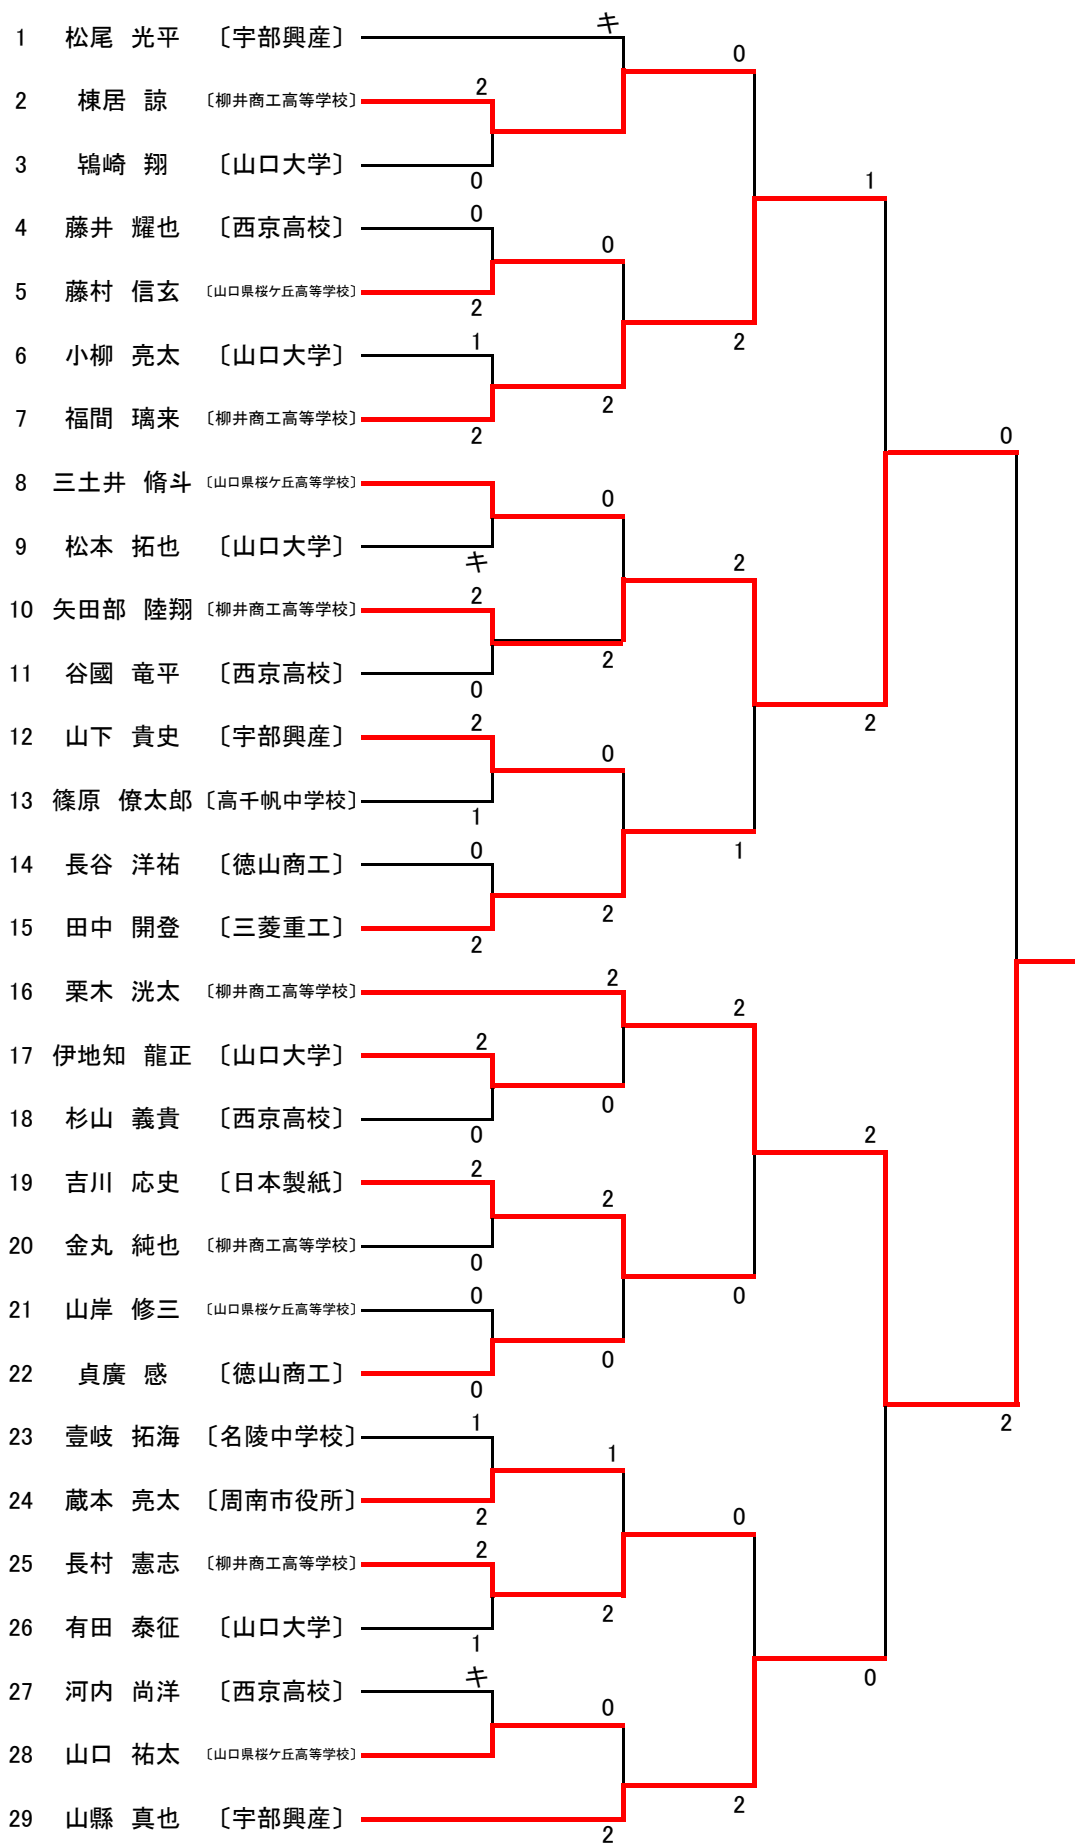 キ
1 松尾 光平 〔宇部興産〕
0
2
2 棟居 諒 〔柳井商工高等学校〕
3 鴇崎 翔 〔山口大学〕
0
1
0
4 藤井 耀也 〔西京高校〕
0
5 藤村 信玄 〔山口県桜ケ丘高等学校〕
2
1
2
6 小柳 亮太 〔山口大学〕
2
7 福間 璃来 〔柳井商工高等学校〕
2
0
8 三土井 脩斗 〔山口県桜ケ丘高等学校〕
0
9 松本 拓也 〔山口大学〕
キ
2
2
10 矢田部 陸翔 〔柳井商工高等学校〕
2
11 谷國 竜平 〔西京高校〕
0
2
2
12 山下 貴史 〔宇部興産〕
0
13 篠原 僚太郎 〔高千帆中学校〕
1
0
1
14 長谷 洋祐 〔徳山商工〕
2
15 田中 開登 〔三菱重工〕
2
2
16 栗木 洸太 〔柳井商工高等学校〕
2
2
17 伊地知 龍正 〔山口大学〕
0
18 杉山 義貴 〔西京高校〕
0
2
2
19 吉川 応史 〔日本製紙〕
2
20 金丸 純也 〔柳井商工高等学校〕
0
0
0
21 山岸 修三 〔山口県桜ケ丘高等学校〕
0
22 貞廣 感 〔徳山商工〕
0
1
2
23 壹岐 拓海 〔名陵中学校〕
1
24 蔵本 亮太 〔周南市役所〕
2
0
2
25 長村 憲志 〔柳井商工高等学校〕
2
26 有田 泰征 〔山口大学〕
1
キ
0
27 河内 尚洋 〔西京高校〕
0
28 山口 祐太 〔山口県桜ケ丘高等学校〕
2
29 山縣 真也 〔宇部興産〕
2